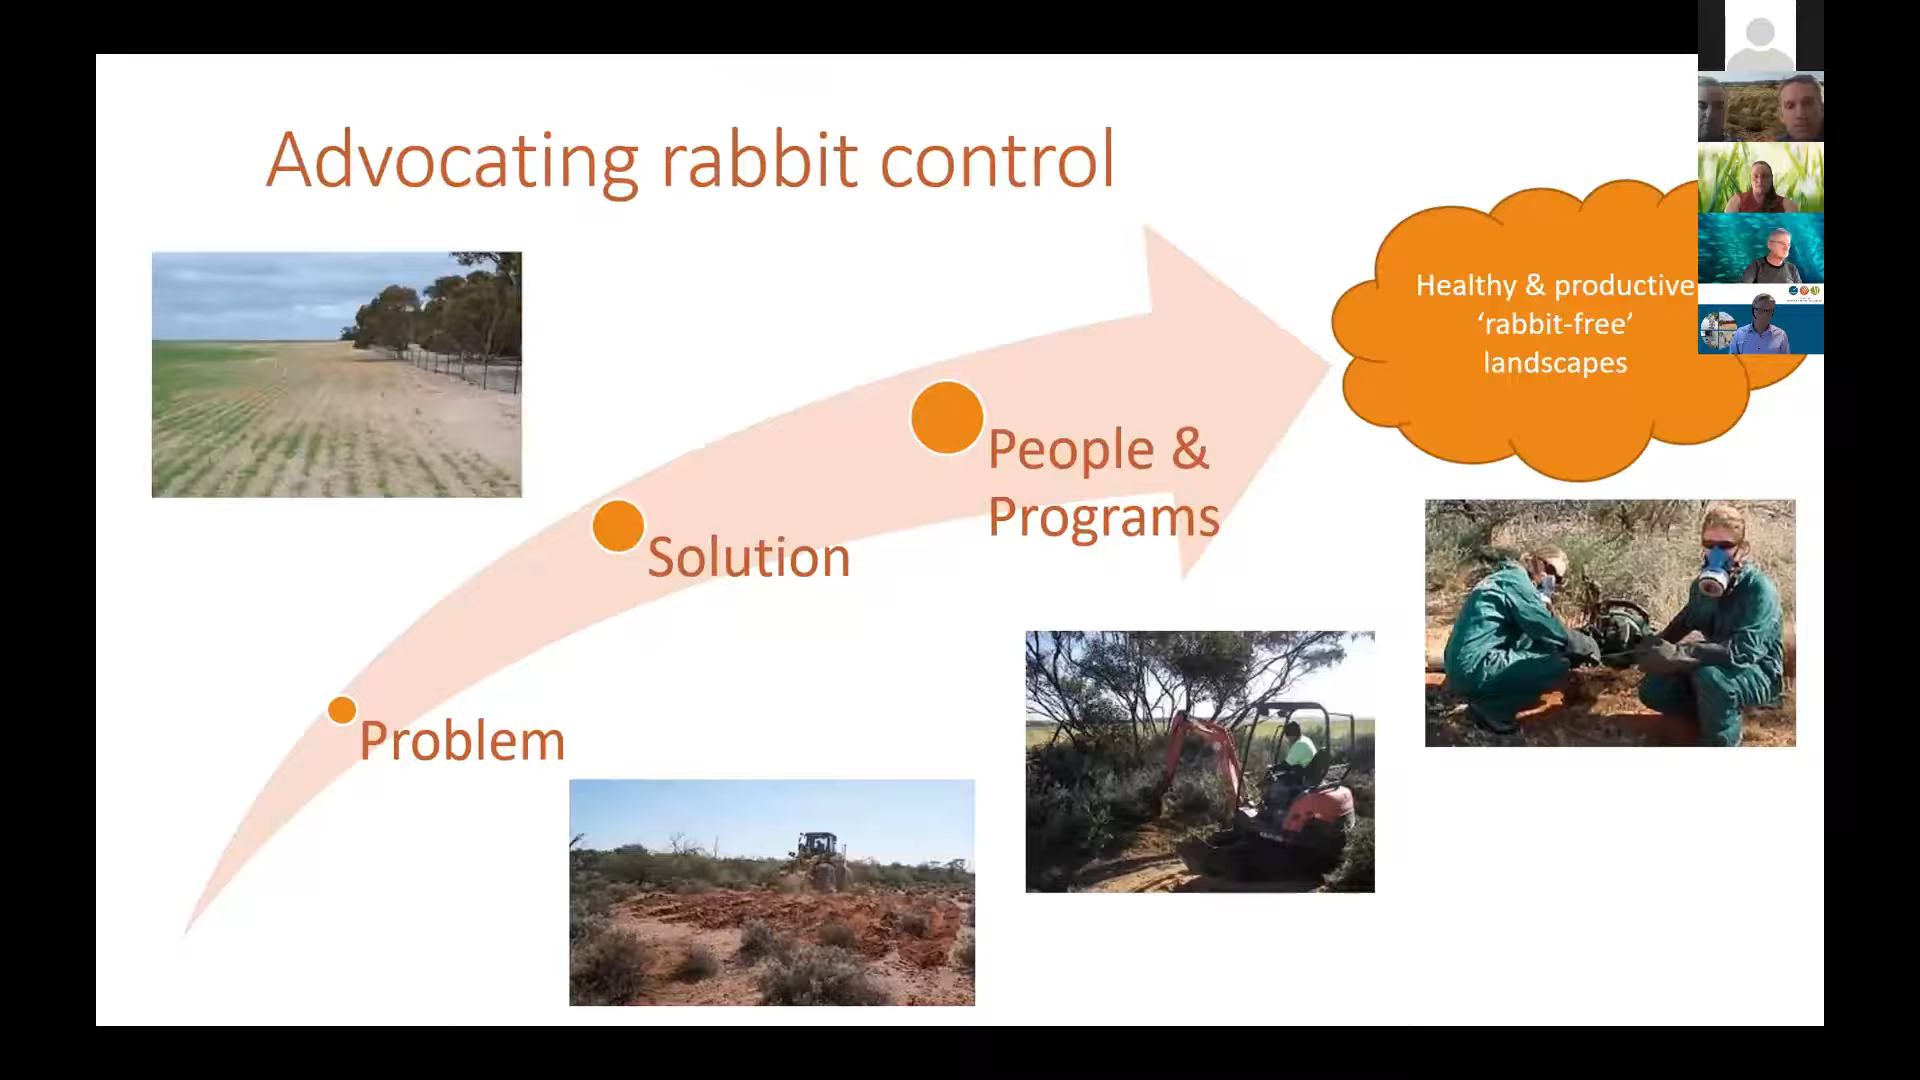 Advocating rabbit control
Healthy & productive
‘rabbit-free’
landscapes
People &
Programs
Solution
Problem